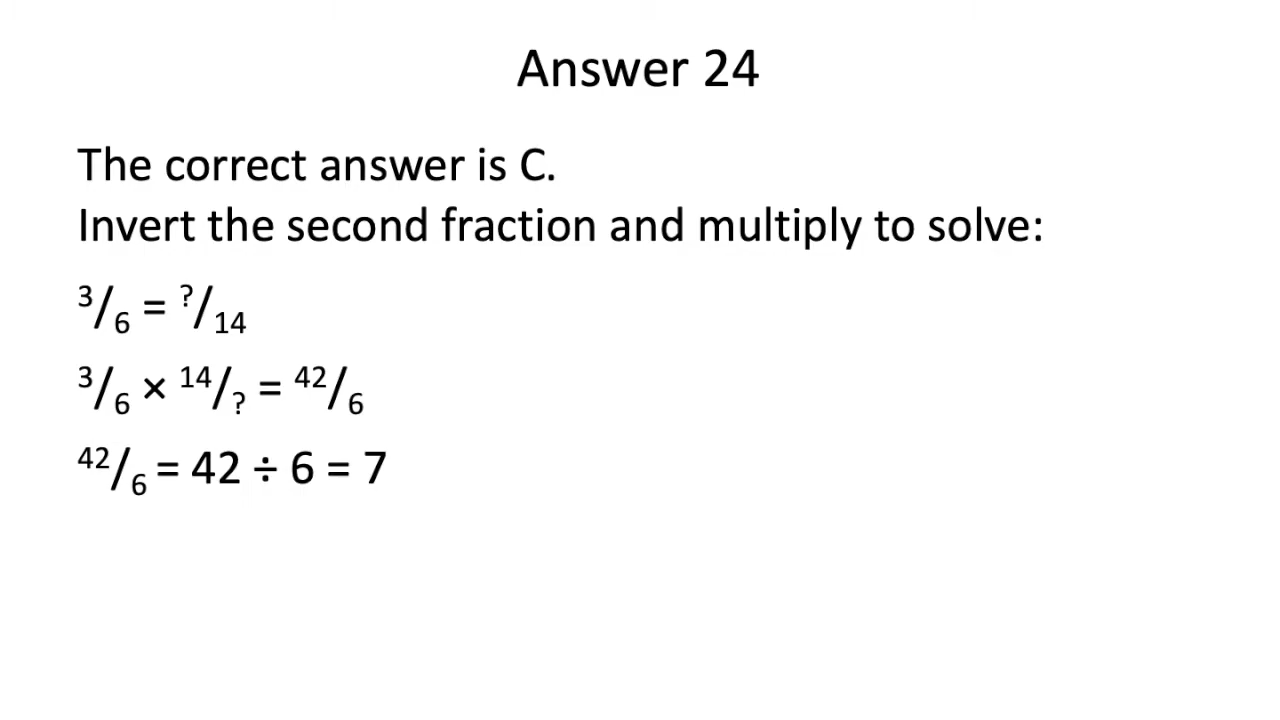 Answer 24
The correct answer is C.
Invert the second fraction and multiply to solve:
³/₆ = ˀ/₁₄
³/₆ × ¹⁴/? = ⁴²/₆
⁴²/₆ = 42 ÷ 6 = 7